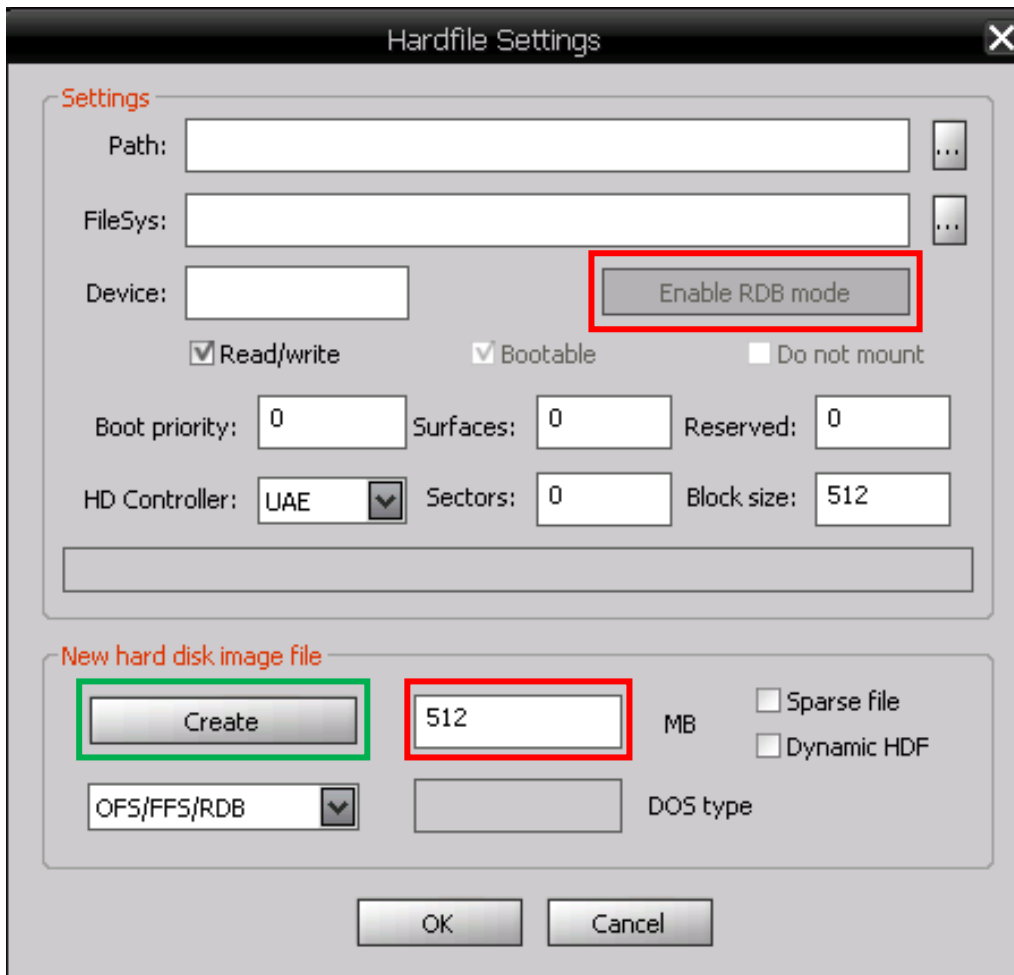 Hardfile Settings
Settings
Path: ...
FileSys: ...
Device: Enable RDB mode
Read/write Bootable Do not mount
Boot priority: 0 Surfaces: 0 Reserved: 0
HD Controller: UAE Sectors: 0 Block size: 512
New hard disk image file
Create 512 MB Sparse file
Dynamic HDF
OFS/FFS/RDB DOS type
OK Cancel